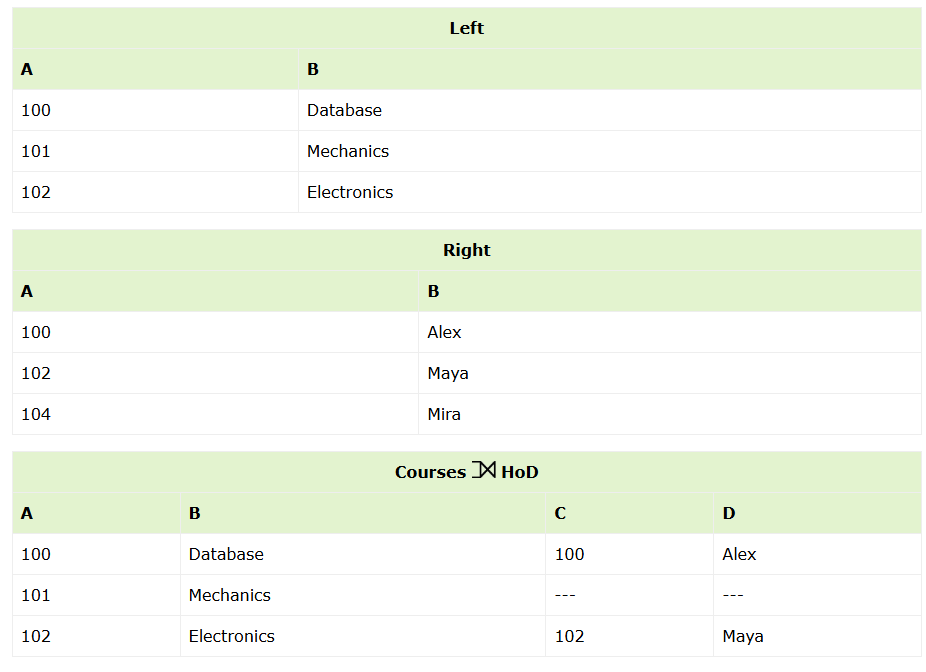 Left
A B
100 Database
101 Mechanics
102 Electronics
Right
A B
100 Alex
102 Maya
104 Mira
Courses ⟕ HoD
A B C D
100 Database 100 Alex
101 Mechanics --- ---
102 Electronics 102 Maya